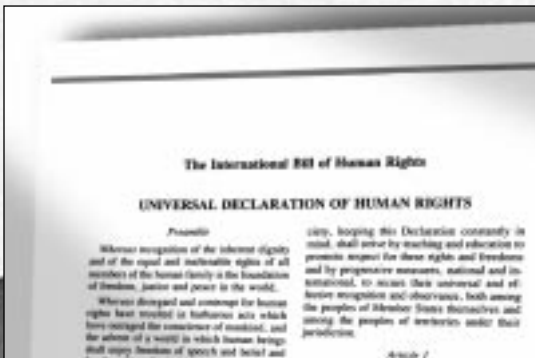 The International Bill of Human Rights
UNIVERSAL DECLARATION OF HUMAN RIGHTS
Preamble
Whereas recognition of the inherent dignity
and of the equal and inalienable rights of all
members of the human family is the foundation
of freedom, justice and peace in the world,
Whereas disregard and contempt for human
rights have resulted in barbarous acts which
have outraged the conscience of mankind, and
the advent of a world in which human beings
shall enjoy freedom of speech and belief and
ciety, keeping this Declaration constantly in
mind, shall strive by teaching and education to
promote respect for these rights and freedoms
and by progressive measures, national and in-
ternational, to secure their universal and ef-
fective recognition and observance, both among
the peoples of Member States themselves and
among the peoples of territories under their
jurisdiction.
Article 1